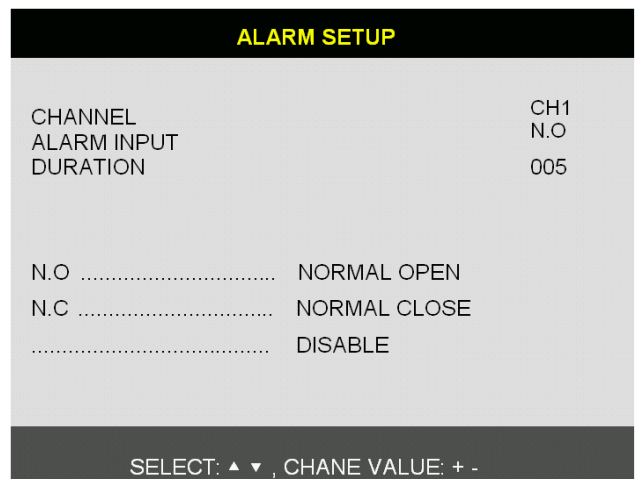 ALARM SETUP
CHANNEL CH1
ALARM INPUT N.O
DURATION 005
N.O ................................ NORMAL OPEN
N.C ................................ NORMAL CLOSE
....................................... DISABLE
SELECT: ▲ ▼ , CHANE VALUE: + -